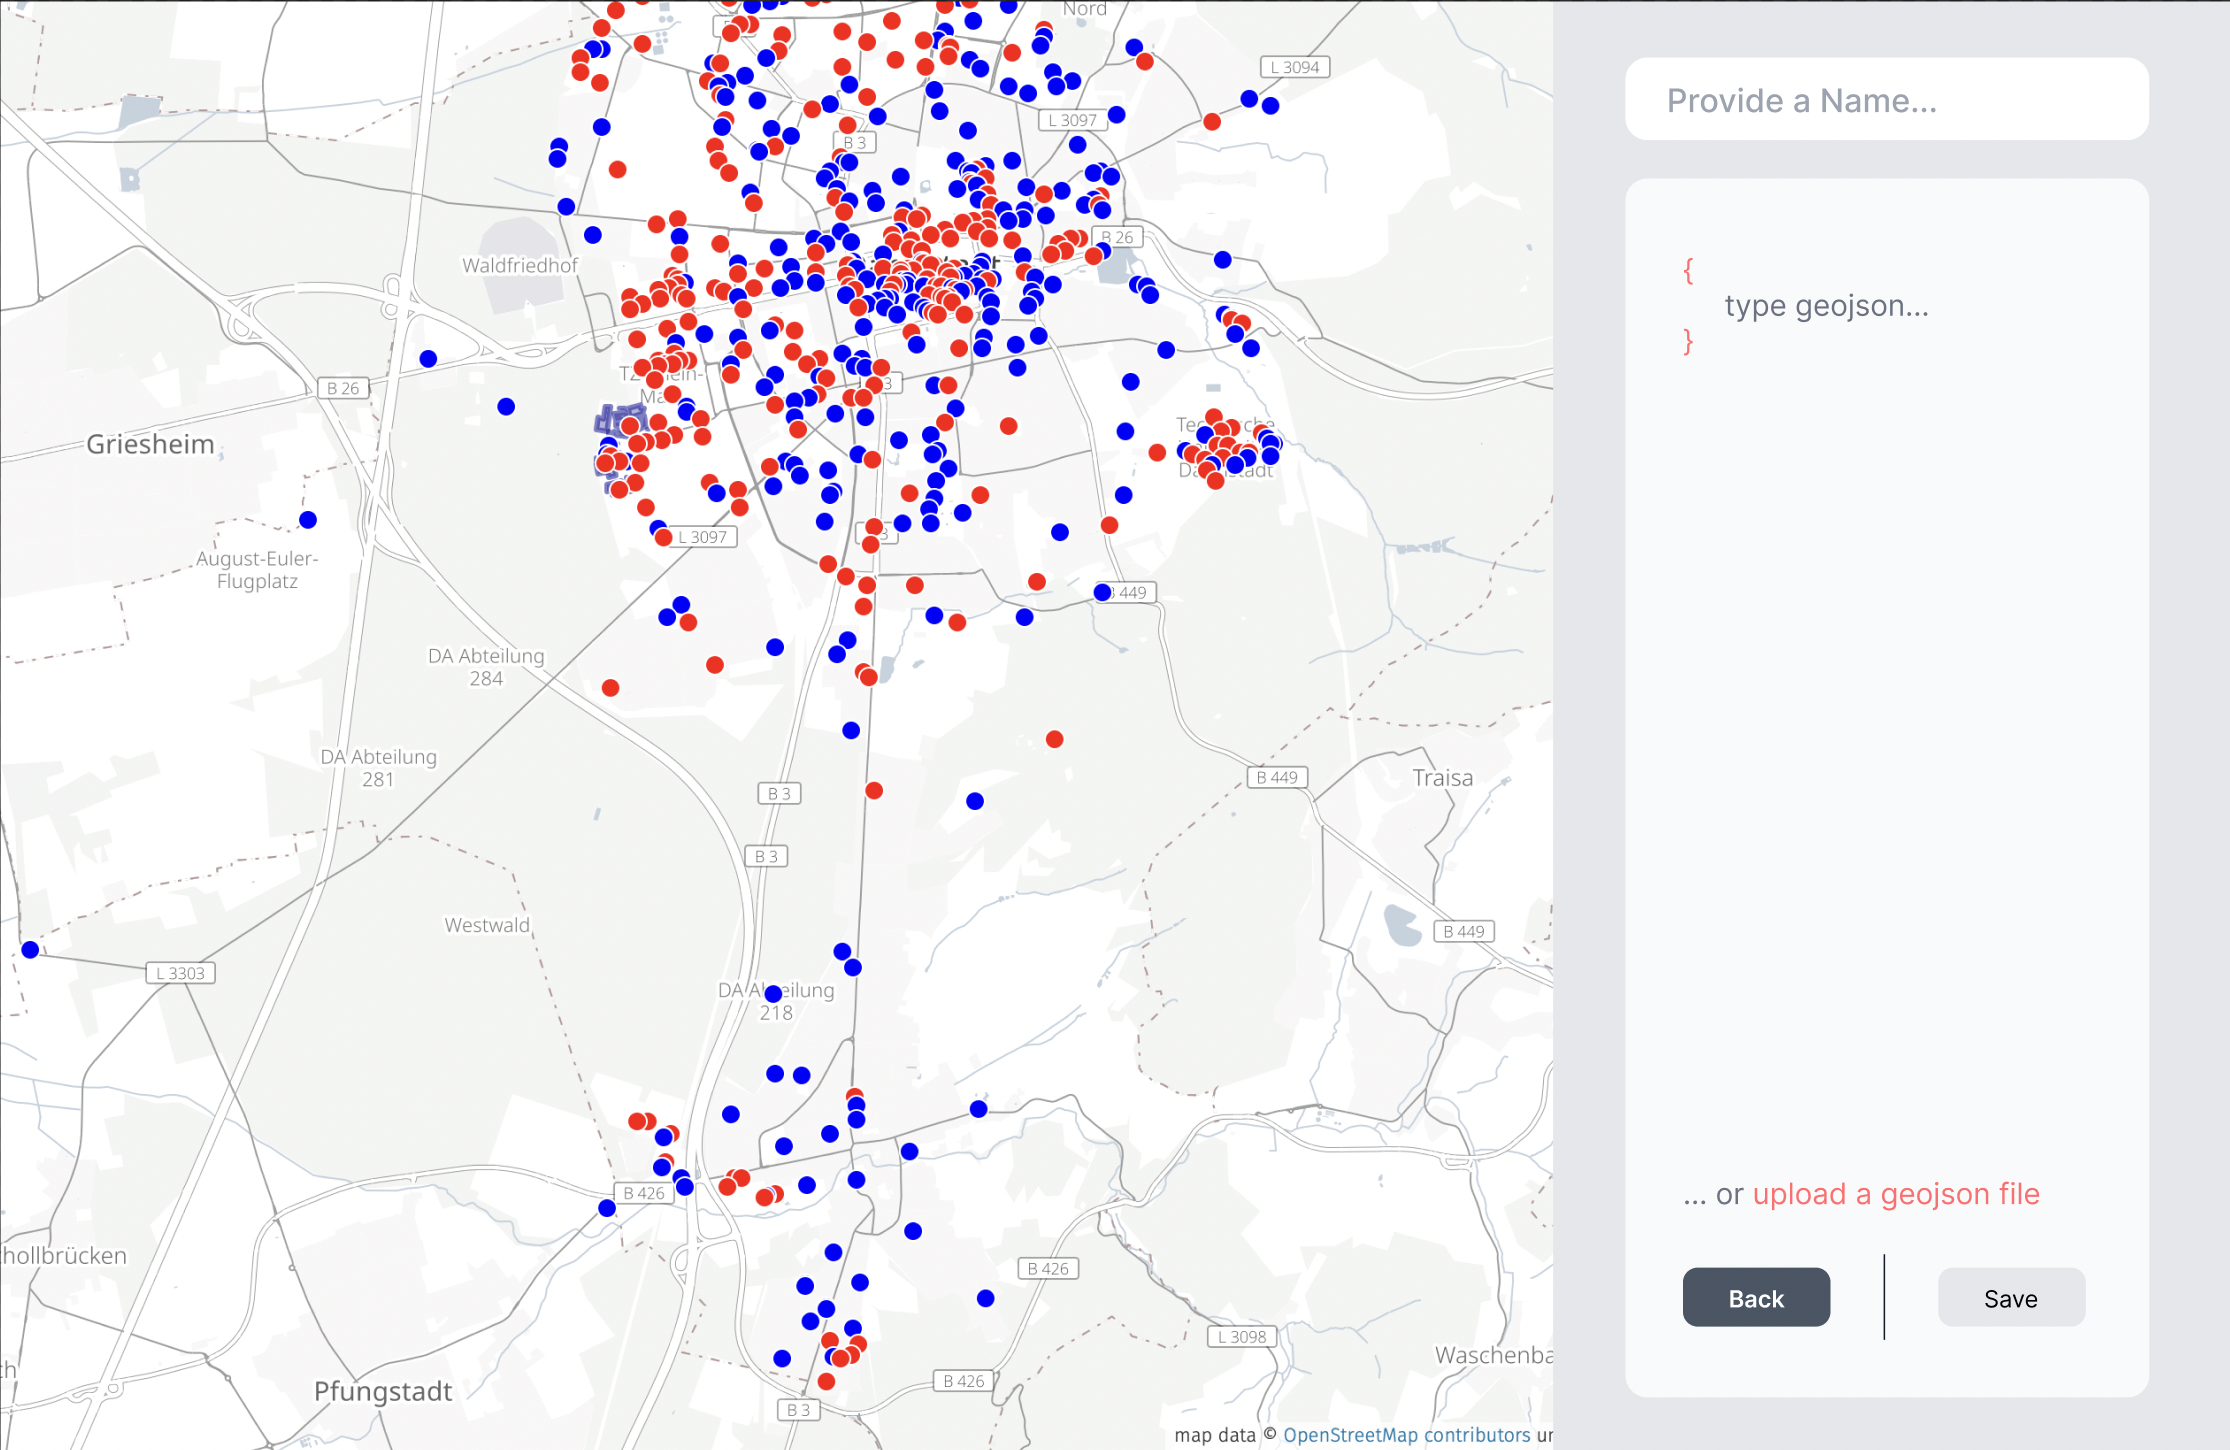 Nord
L 3094
Provide a Name...
L 3097
B 3
B 26
Waldfriedhof
{
type geojson...
}
B 26
Griesheim
L 3097
August-Euler-
Flugplatz
B 449
DA Abteilung
284
DA Abteilung
281
B 449
Traisa
B 3
B 3
Westwald
B 449
L 3303
DA Abteilung
218
B 426
... or upload a geojson file
hollbrücken
B 426
Back
Save
L 3098
Waschenba
Pfungstadt
B 426
B 3
map data © OpenStreetMap contributors un